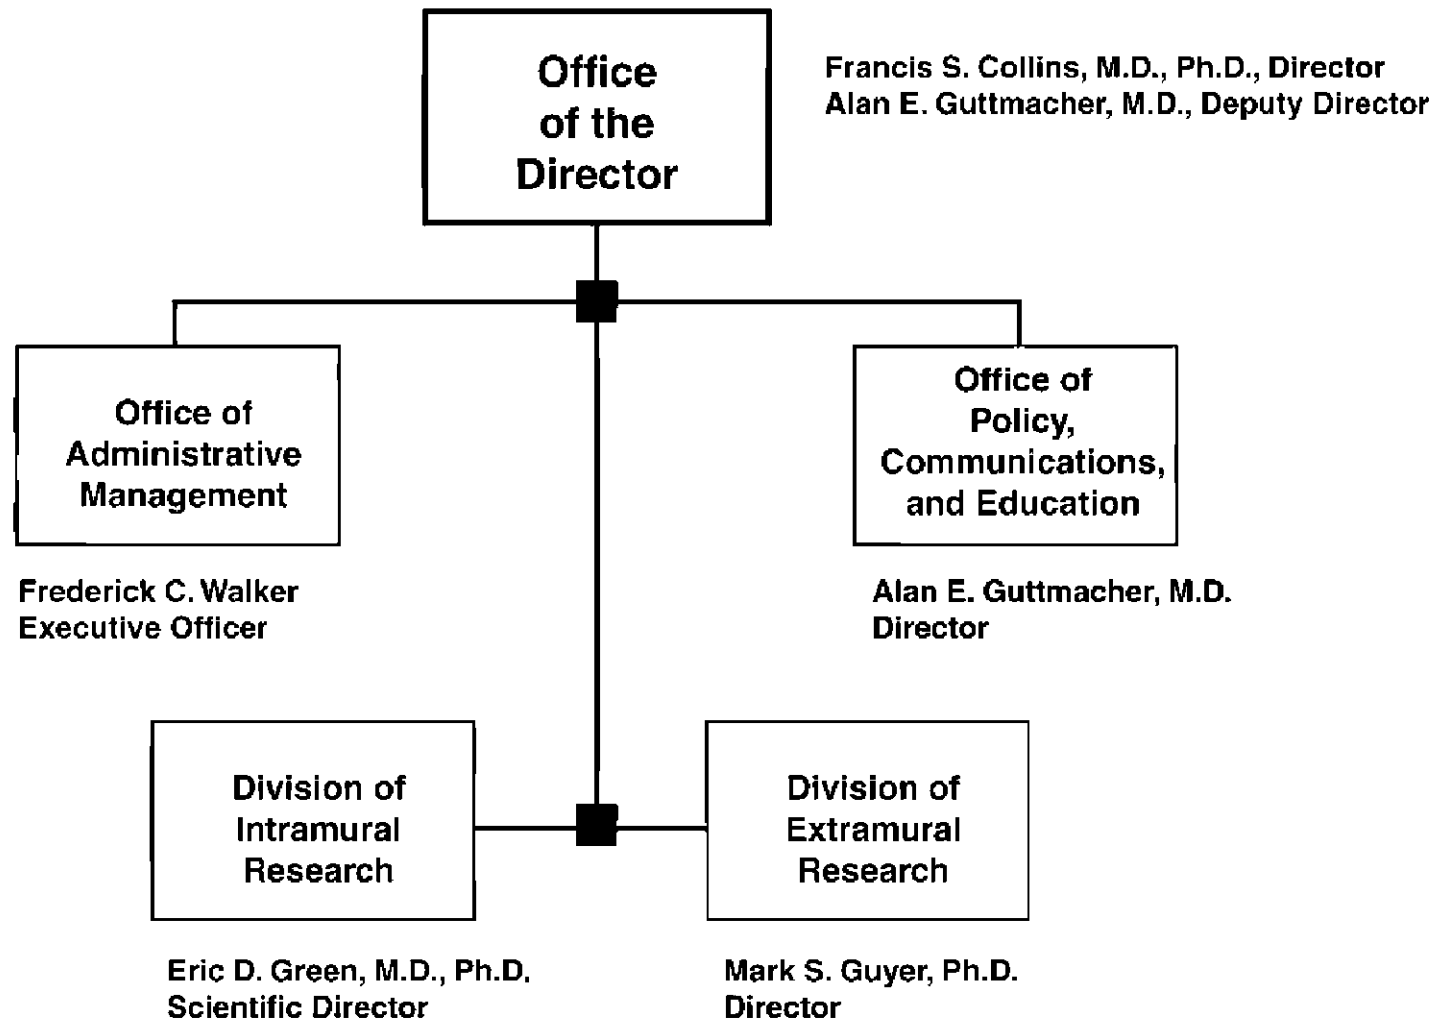 Office
of the
Director
Francis S. Collins, M.D., Ph.D., Director
Alan E. Guttmacher, M.D., Deputy Director
Office of
Administrative
Management
Frederick C. Walker
Executive Officer
Office of
Policy,
Communications,
and Education
Alan E. Guttmacher, M.D.
Director
Division of
Intramural
Research
Eric D. Green, M.D., Ph.D.
Scientific Director
Division of
Extramural
Research
Mark S. Guyer, Ph.D.
Director